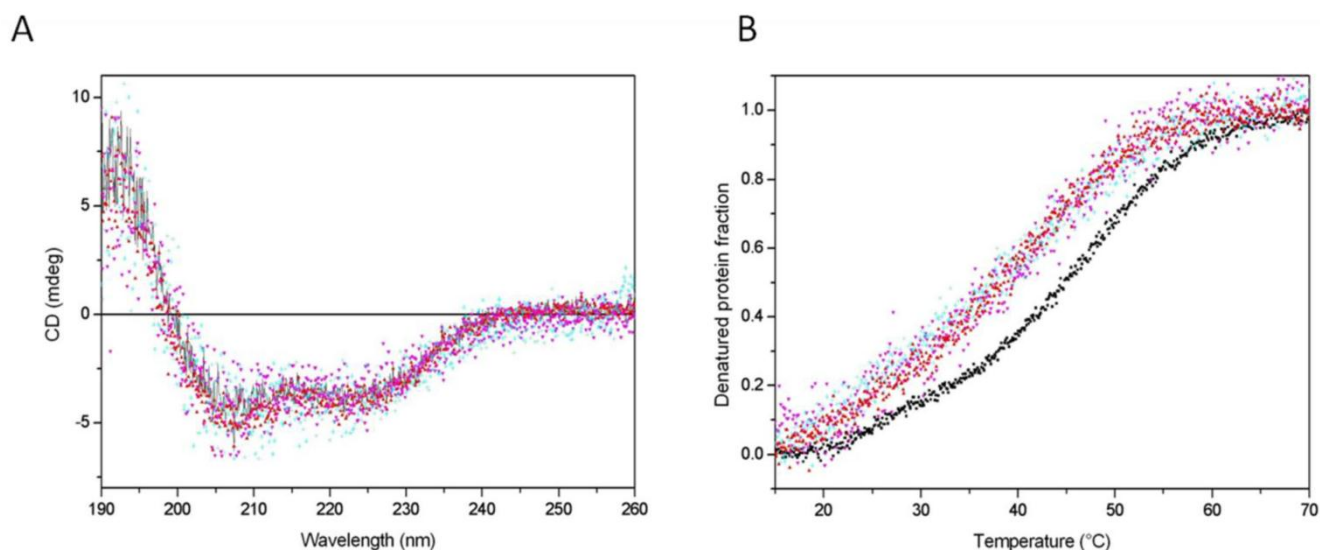 A
B
10
5
0
-5
CD (mdeg)
190 200 210 220 230 240 250 260
Wavelength (nm)
1.0
0.8
0.6
0.4
0.2
0.0
Denatured protein fraction
20 30 40 50 60 70
Temperature (°C)